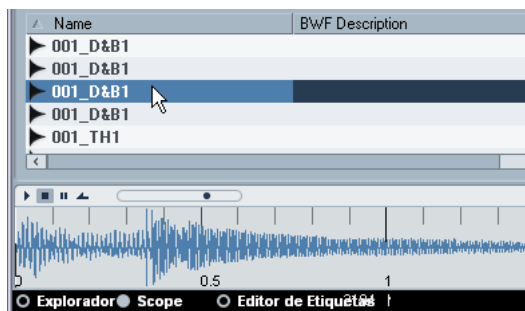 Name BWF Description
001_D&B1
001_D&B1
001_D&B1
001_D&B1
001_TH1
0 0.5 1
Explorador Scope Editor de Etiquetas